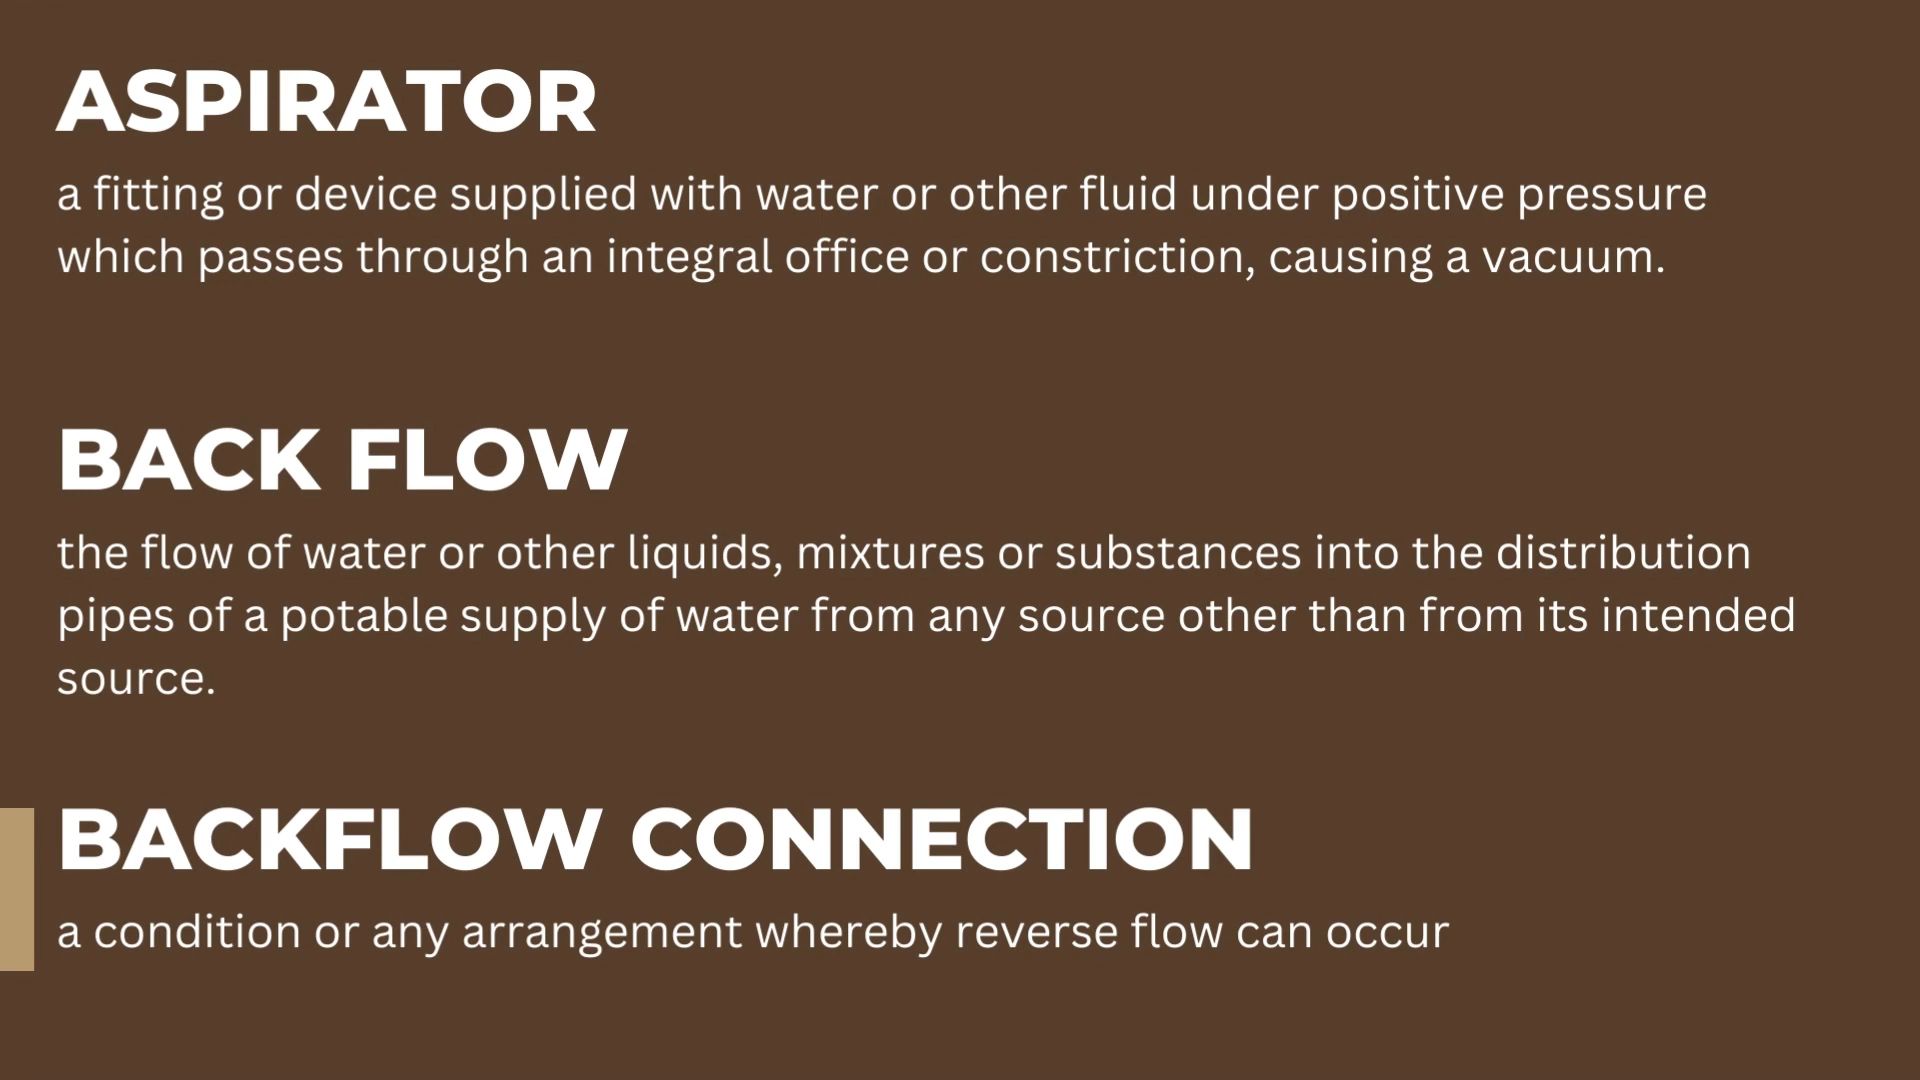 ASPIRATOR
a fitting or device supplied with water or other fluid under positive pressure
which passes through an integral office or constriction, causing a vacuum.
BACK FLOW
the flow of water or other liquids, mixtures or substances into the distribution
pipes of a potable supply of water from any source other than from its intended
source.
BACKFLOW CONNECTION
a condition or any arrangement whereby reverse flow can occur